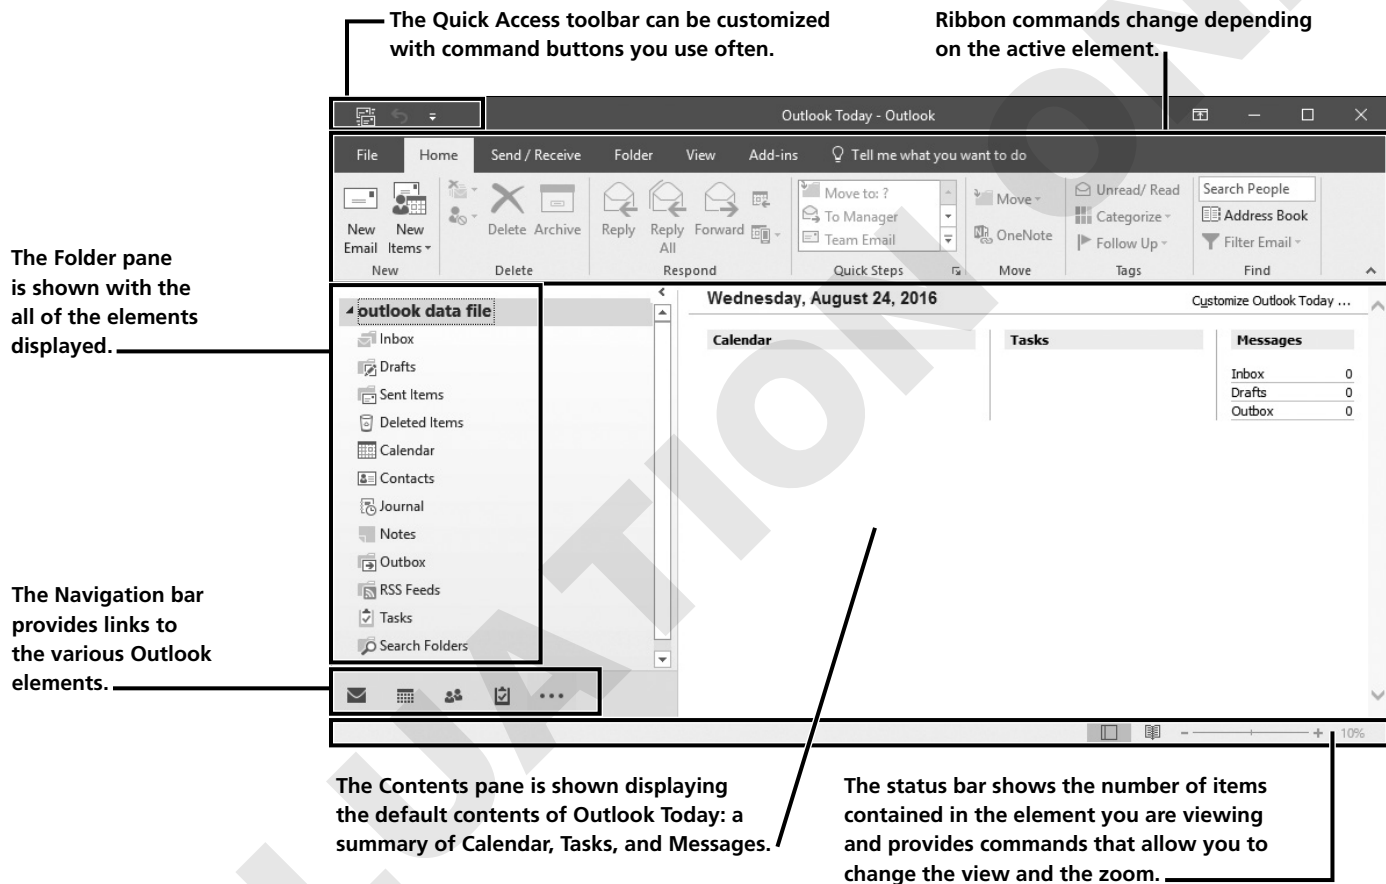 The Quick Access toolbar can be customized
with command buttons you use often.
Ribbon commands change depending
on the active element.
Outlook Today - Outlook
File Home Send / Receive Folder View Add-ins Tell me what you want to do
New Email
New Items
New
Delete Archive
Delete
Reply Reply All Forward
Respond
Move to: ?
To Manager
Team Email
Quick Steps
Move
OneNote
Move
Unread/ Read
Categorize
Follow Up
Tags
Search People
Address Book
Filter Email
Find
The Folder pane
is shown with the
all of the elements
displayed.
outlook data file
Inbox
Drafts
Sent Items
Deleted Items
Calendar
Contacts
Journal
Notes
Outbox
RSS Feeds
Tasks
Search Folders
Wednesday, August 24, 2016
Customize Outlook Today ...
Calendar
Tasks
Messages
Inbox 0
Drafts 0
Outbox 0
The Navigation bar
provides links to
the various Outlook
elements.
10%
The Contents pane is shown displaying
the default contents of Outlook Today: a
summary of Calendar, Tasks, and Messages.
The status bar shows the number of items
contained in the element you are viewing
and provides commands that allow you to
change the view and the zoom.